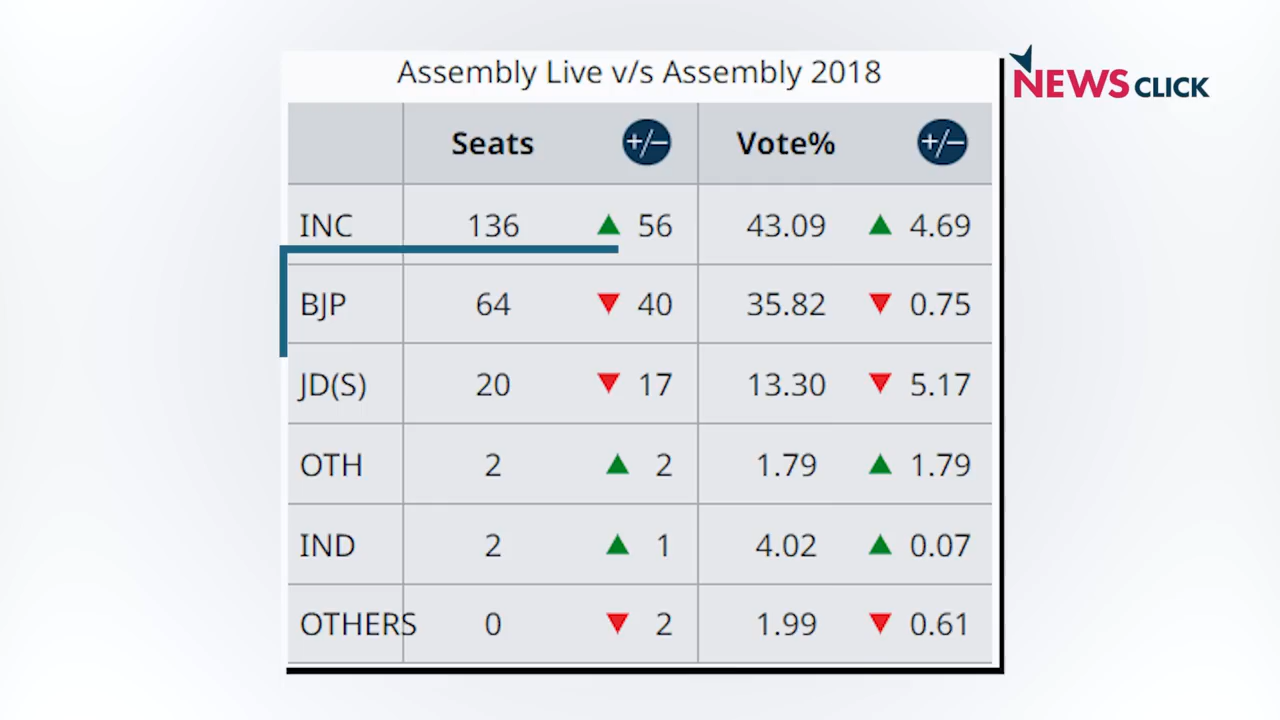 Assembly Live v/s Assembly 2018
NEWSCLICK
Seats +/− Vote% +/−
INC 136 ▲ 56 43.09 ▲ 4.69
BJP 64 ▼ 40 35.82 ▼ 0.75
JD(S) 20 ▼ 17 13.30 ▼ 5.17
OTH 2 ▲ 2 1.79 ▲ 1.79
IND 2 ▲ 1 4.02 ▲ 0.07
OTHERS 0 ▼ 2 1.99 ▼ 0.61